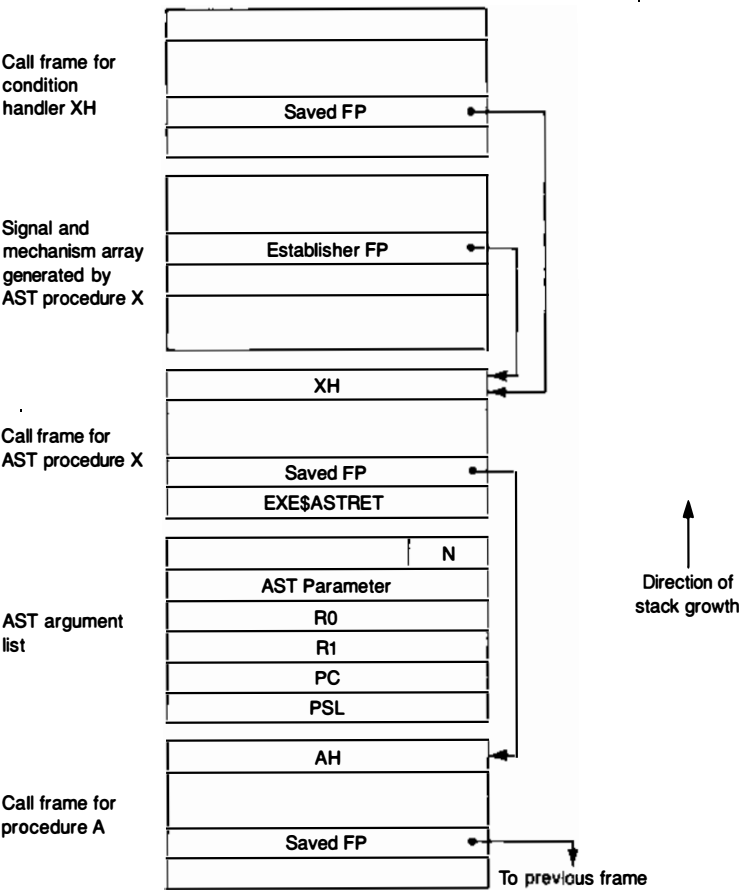 Call frame for
condition
handler XH
Saved FP
Signal and
mechanism array
generated by
AST procedure X
Establisher FP
XH
Call frame for
AST procedure X
Saved FP
EXE$ASTRET
N
AST Parameter
AST argument
list
R0
R1
PC
PSL
Direction of
stack growth
AH
Call frame for
procedure A
Saved FP
To previous frame